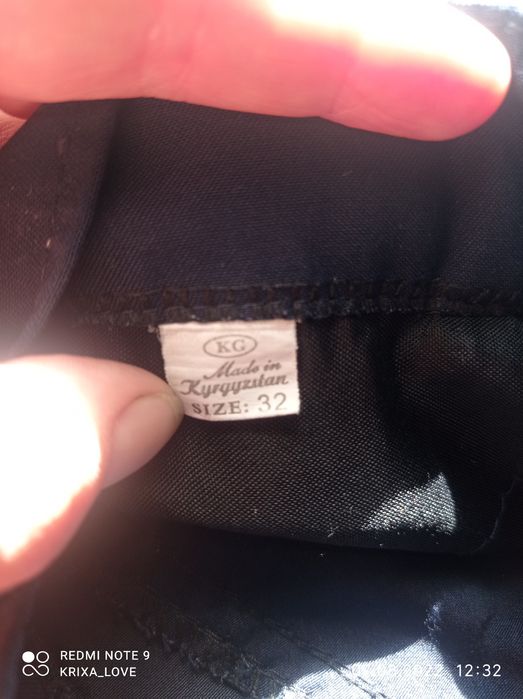 KG
Made in
Kyrgyzstan
SIZE: 32
REDMI NOTE 9
KRIXA_LOVE
12:32